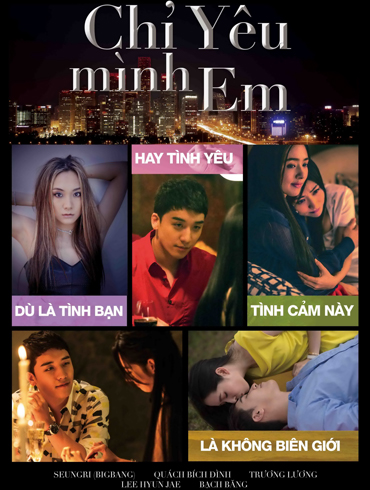 Chỉ Yêu
mình Em
HAY TÌNH YÊU
DÙ LÀ TÌNH BẠN
TÌNH CẢM NÀY
LÀ KHÔNG BIÊN GIỚI
SEUNGRI (BIGBANG) QUÁCH BÍCH ĐÌNH TRƯƠNG LƯƠNG
LEE HYUN JAE BẠCH BĂNG